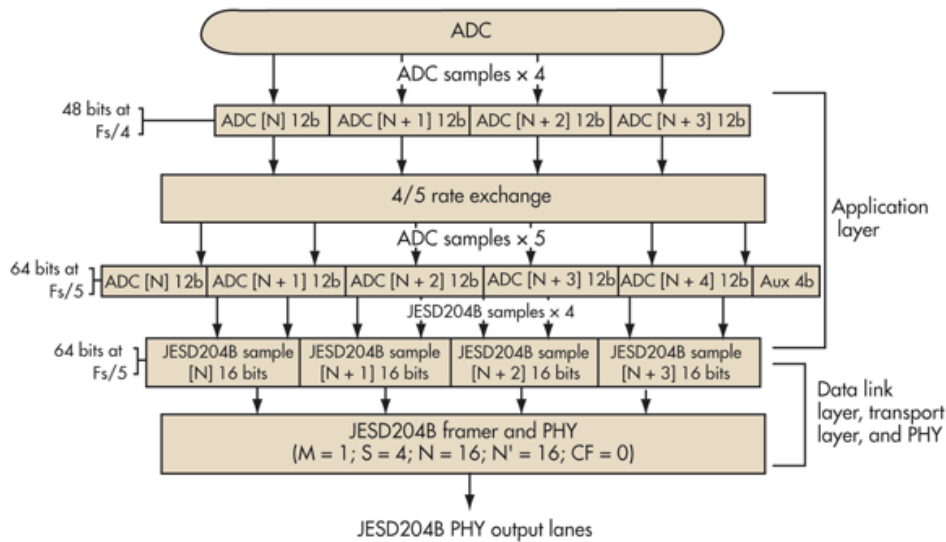 ADC
ADC samples × 4
48 bits at
Fs/4
ADC [N] 12b
ADC [N + 1] 12b
ADC [N + 2] 12b
ADC [N + 3] 12b
4/5 rate exchange
Application
layer
ADC samples × 5
64 bits at
Fs/5
ADC [N] 12b
ADC [N + 1] 12b
ADC [N + 2] 12b
ADC [N + 3] 12b
ADC [N + 4] 12b
Aux 4b
JESD204B samples × 4
64 bits at
Fs/5
JESD204B sample
[N] 16 bits
JESD204B sample
[N + 1] 16 bits
JESD204B sample
[N + 2] 16 bits
JESD204B sample
[N + 3] 16 bits
Data link
layer, transport
layer, and PHY
JESD204B framer and PHY
(M = 1; S = 4; N = 16; N' = 16; CF = 0)
JESD204B PHY output lanes